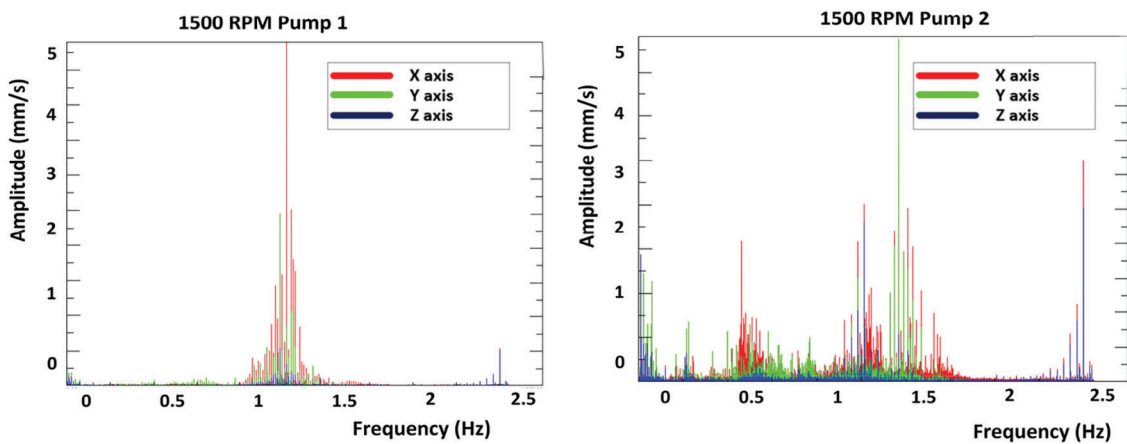 1500 RPM Pump 1
Amplitude (mm/s)
5
4
3
2
1
0
X axis
Y axis
Z axis
0 0.5 1 1.5 2 2.5
Frequency (Hz)
1500 RPM Pump 2
Amplitude (mm/s)
5
4
3
2
1
0
X axis
Y axis
Z axis
0 0.5 1 1.5 2 2.5
Frequency (Hz)